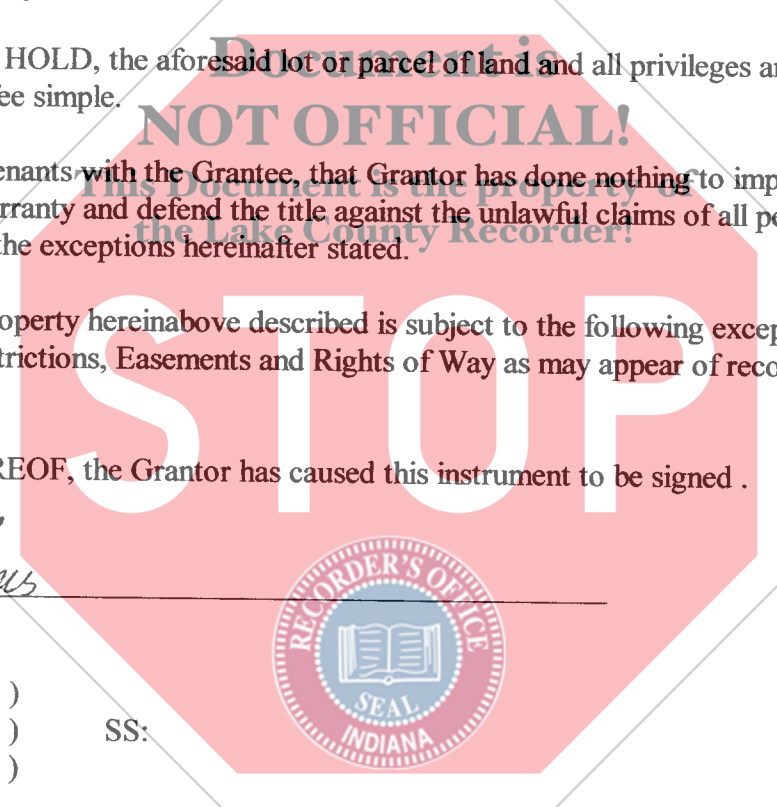 Document is
HOLD, the aforesaid lot or parcel of land and all privileges
ee simple.
NOT OFFICIAL!
enants with the Grantee, that Grantor has done nothing to imp
This Document is the property of
rranty and defend the title against the unlawful claims of all pe
the Lake County Recorder!
the exceptions hereinafter stated.
operty hereinabove described is subject to the following excep
trictions, Easements and Rights of Way as may appear of reco
STOP
REOF, the Grantor has caused this instrument to be signed .
RECORDER'S OFFICE
SEAL
INDIANA
)
) SS:
)